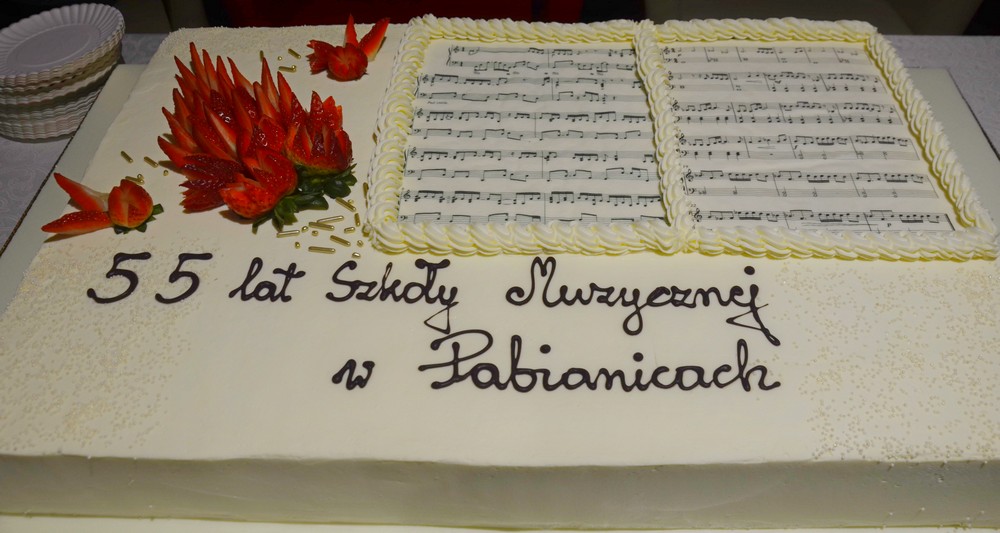 55 lat Szkoły Muzycznej
w Pabianicach